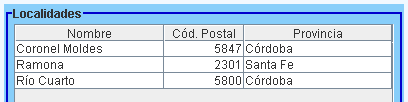 Localidades
Nombre Cód. Postal Provincia
Coronel Moldes 5847 Córdoba
Ramona 2301 Santa Fe
Río Cuarto 5800 Córdoba